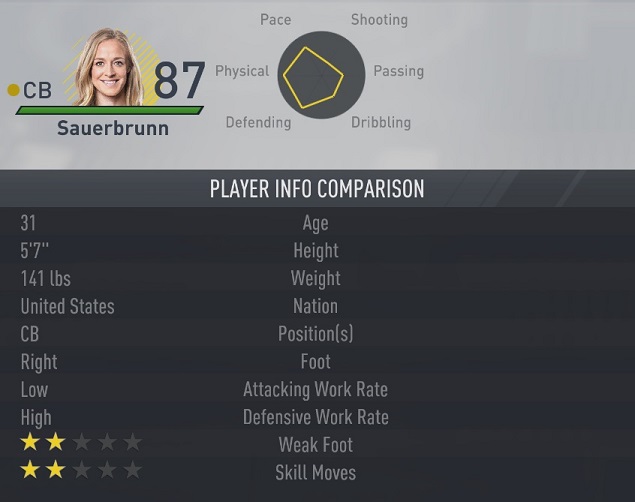 Pace Shooting
CB 87 Physical Passing
Sauerbrunn Defending Dribbling
PLAYER INFO COMPARISON
31 Age
5'7" Height
141 lbs Weight
United States Nation
CB Position(s)
Right Foot
Low Attacking Work Rate
High Defensive Work Rate
Weak Foot
Skill Moves